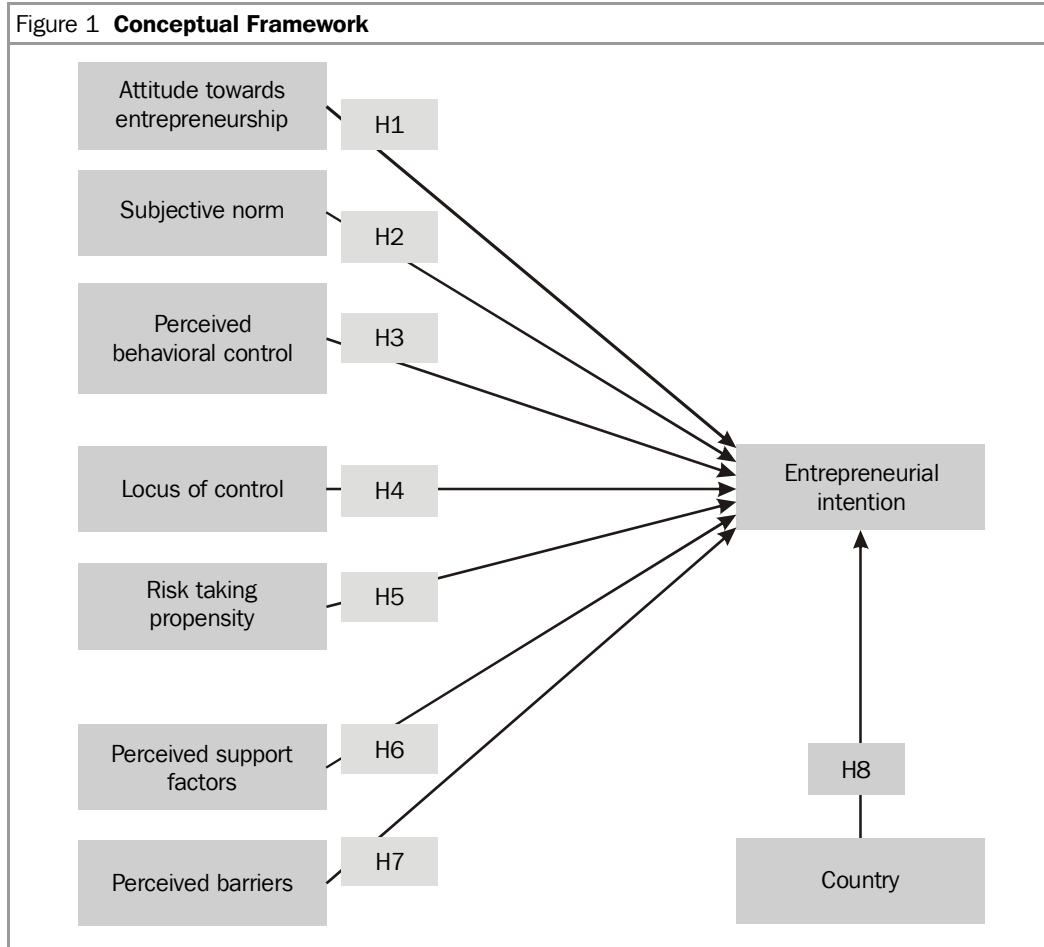 Figure 1 Conceptual Framework
Attitude towards
entrepreneurship
H1
Subjective norm
H2
Perceived
behavioral control
H3
Locus of control
H4
Risk taking
propensity
H5
Perceived support
factors
H6
Perceived barriers
H7
Entrepreneurial
intention
H8
Country